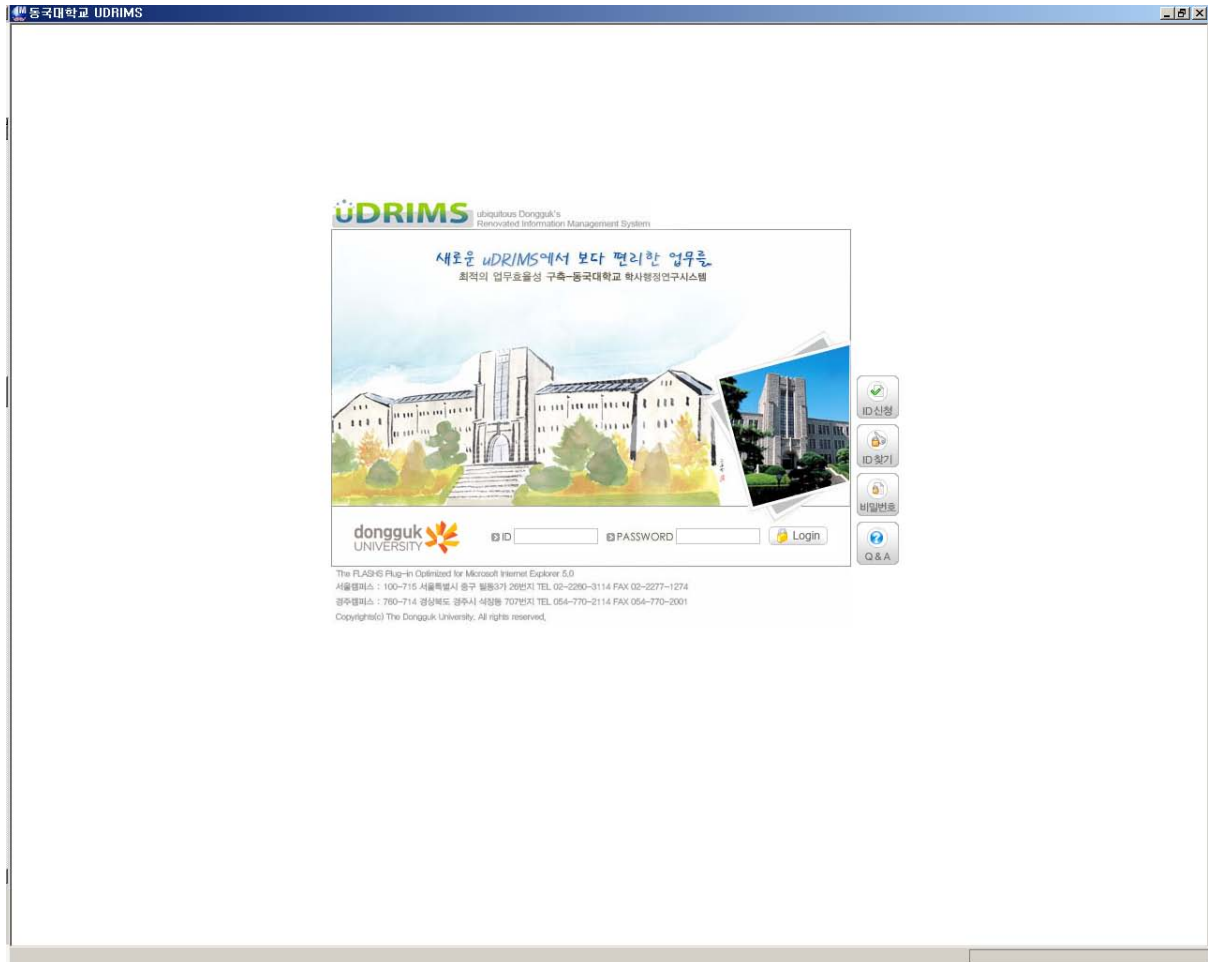 동국대학교 UDRIMS
uDRIMS
ubiquitous Dongguk's
Renovated Information Management System
새로운 uDRIMS에서 보다 편리한 업무를
최적의 업무효율성 구축-동국대학교 학사행정연구시스템
ID신청
ID찾기
비밀번호
Q & A
dongguk
UNIVERSITY
ID
PASSWORD
Login
The FLASH5 Plug-in Optimized for Microsoft Internet Explorer 5.0
서울캠퍼스 : 100-715 서울특별시 중구 필동3가 26번지 TEL 02-2260-3114 FAX 02-2277-1274
경주캠퍼스 : 780-714 경상북도 경주시 석장동 707번지 TEL 054-770-2114 FAX 054-770-2001
Copyrights(c) The Dongguk University. All rights reserved.